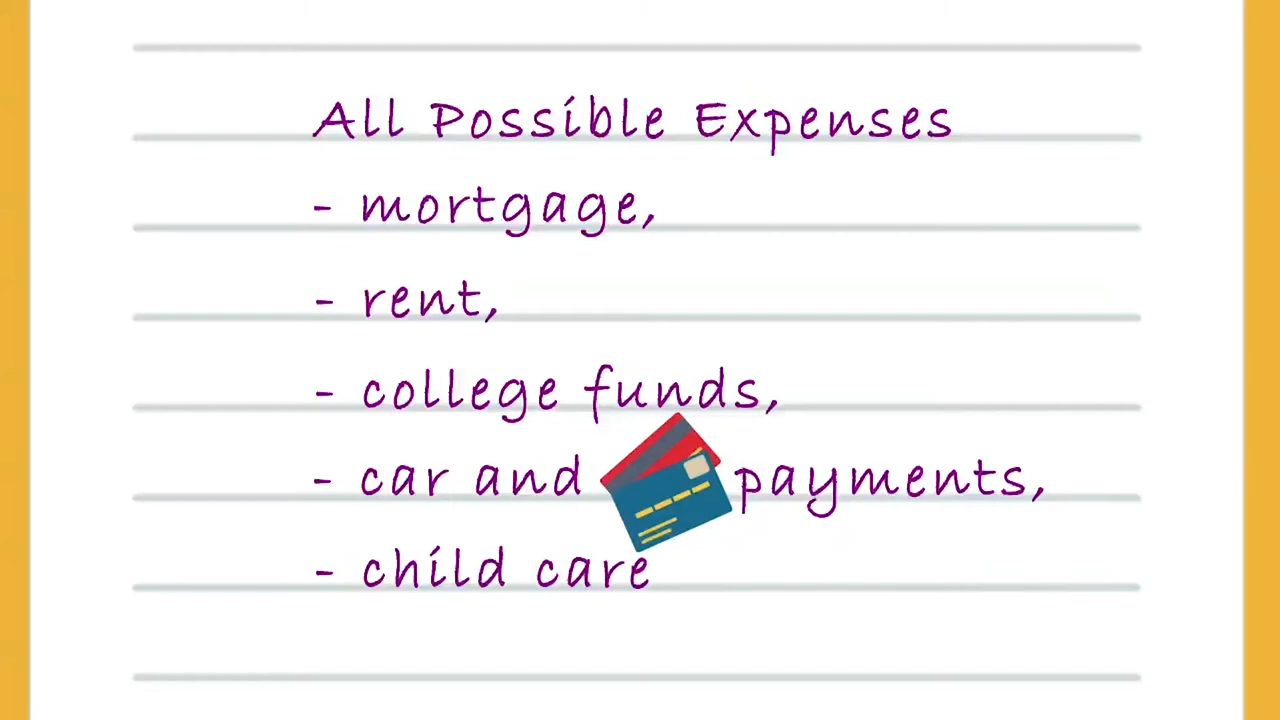 All Possible Expenses
- mortgage,
- rent,
- college funds,
- car and payments,
- child care